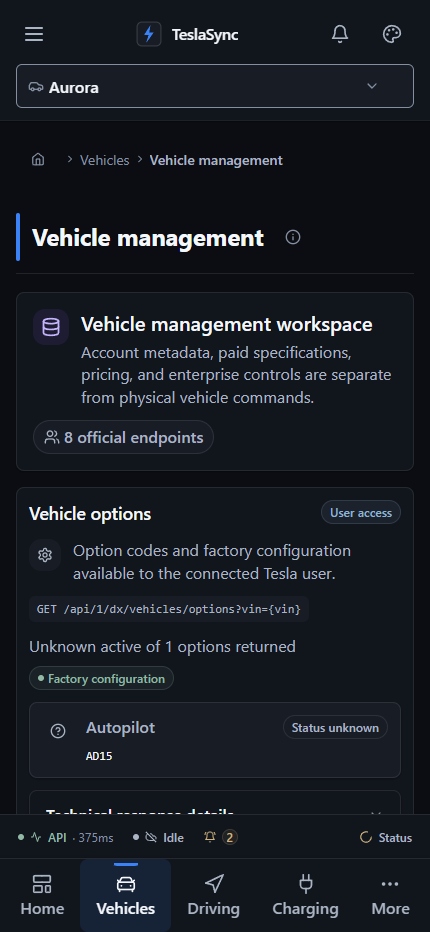 TeslaSync
Aurora
Vehicles
Vehicle management
Vehicle management
Vehicle management workspace
Account metadata, paid specifications,
pricing, and enterprise controls are separate
from physical vehicle commands.
8 official endpoints
Vehicle options
User access
Option codes and factory configuration
available to the connected Tesla user.
GET /api/1/dx/vehicles/options?vin={vin}
Unknown active of 1 options returned
Factory configuration
Autopilot
Status unknown
AD15
Technical response details
API · 375ms
Idle
2
Status
Home
Vehicles
Driving
Charging
More